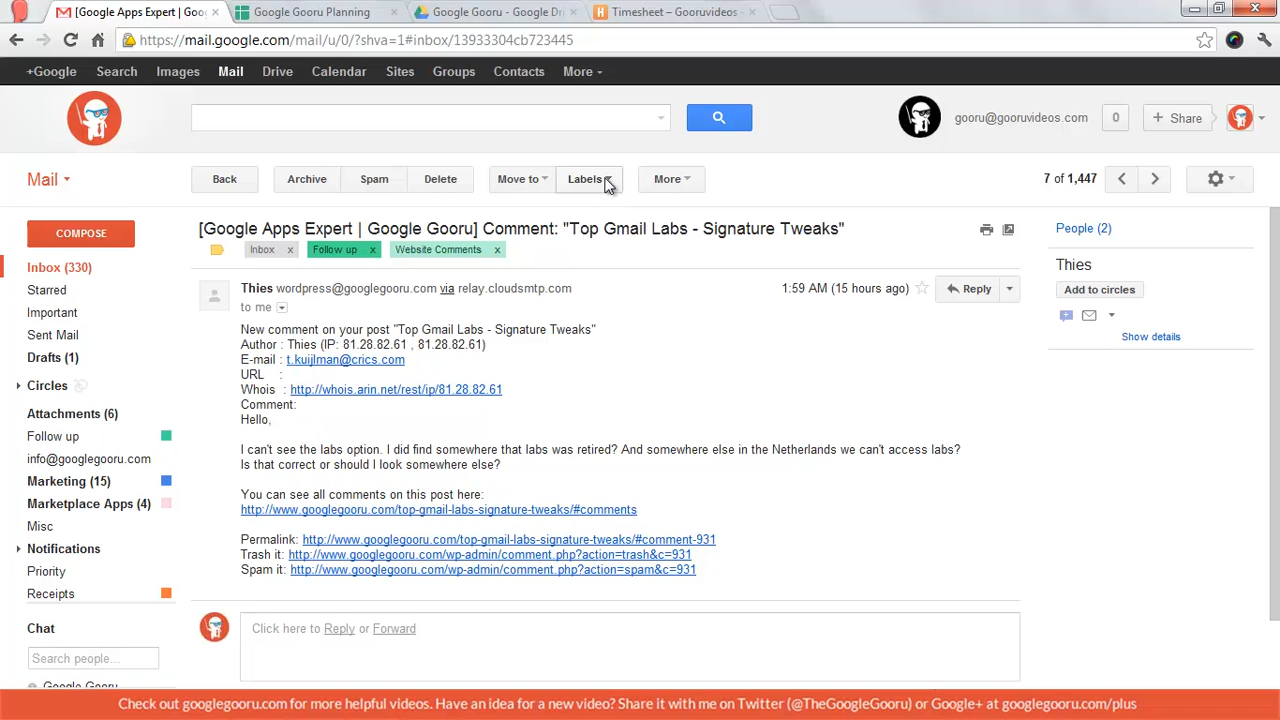 [Google Apps Expert | Goog
Google Gooru Planning
Google Gooru - Google Dri
Timesheet – Gooruvideos -
https://mail.google.com/mail/u/0/?shva=1#inbox/13933304cb723445
+Google Search Images Mail Drive Calendar Sites Groups Contacts More
gooru@gooruvideos.com 0 + Share
Mail
Back Archive Spam Delete Move to Labels More 7 of 1,447
COMPOSE
Inbox (330)
Starred
Important
Sent Mail
Drafts (1)
Circles
Attachments (6)
Follow up
info@googlegooru.com
Marketing (15)
Marketplace Apps (4)
Misc
Notifications
Priority
Receipts
Chat
Search people...
Google Gooru
[Google Apps Expert | Google Gooru] Comment: "Top Gmail Labs - Signature Tweaks"
Inbox x Follow up x Website Comments x
Thies wordpress@googlegooru.com via relay.cloudsmtp.com 1:59 AM (15 hours ago) Reply
to me
New comment on your post "Top Gmail Labs - Signature Tweaks"
Author : Thies (IP: 81.28.82.61 , 81.28.82.61)
E-mail : t.kuijlman@crics.com
URL :
Whois : http://whois.arin.net/rest/ip/81.28.82.61
Comment:
Hello,
I can't see the labs option. I did find somewhere that labs was retired? And somewhere else in the Netherlands we can't access labs?
Is that correct or should I look somewhere else?
You can see all comments on this post here:
http://www.googlegooru.com/top-gmail-labs-signature-tweaks/#comments
Permalink: http://www.googlegooru.com/top-gmail-labs-signature-tweaks/#comment-931
Trash it: http://www.googlegooru.com/wp-admin/comment.php?action=trash&c=931
Spam it: http://www.googlegooru.com/wp-admin/comment.php?action=spam&c=931
Click here to Reply or Forward
People (2)
Thies
Add to circles
Show details
Check out googlegooru.com for more helpful videos. Have an idea for a new video? Share it with me on Twitter (@TheGoogleGooru) or Google+ at googlegooru.com/plus